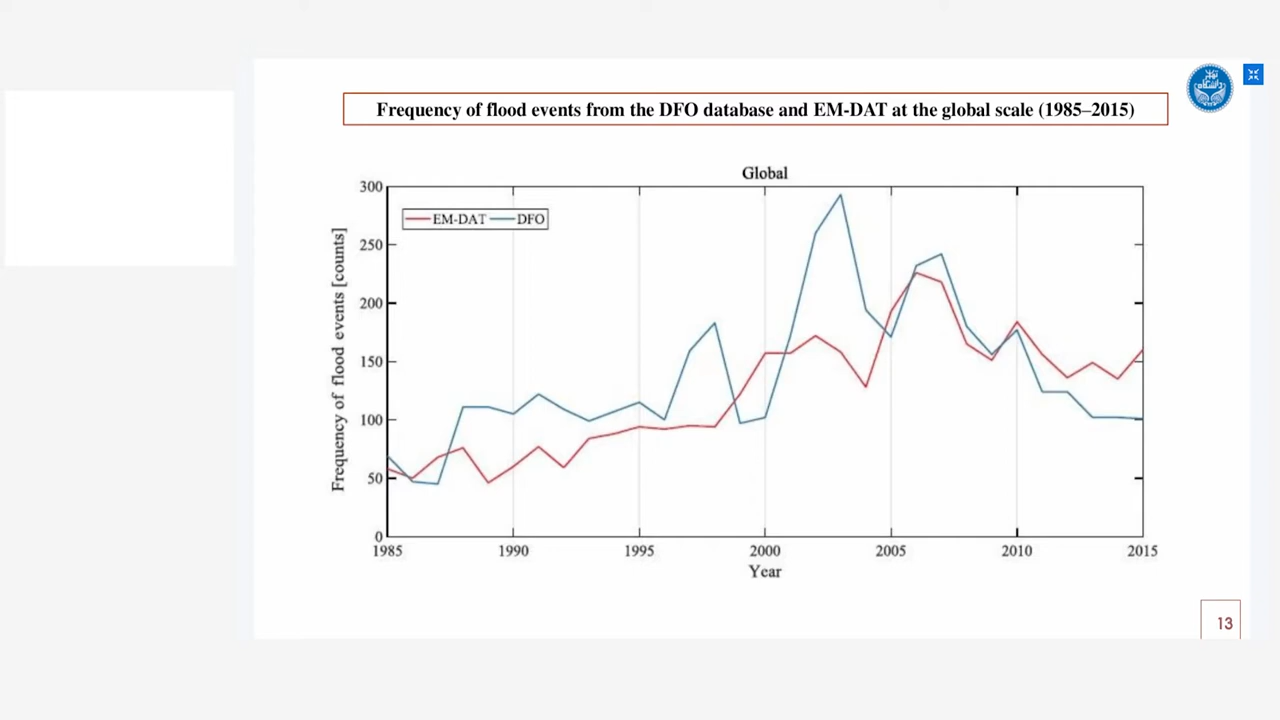 Frequency of flood events from the DFO database and EM-DAT at the global scale (1985–2015)
دانشگاه
تهران
Global
300
250
200
150
100
50
0
EM-DAT
DFO
Frequency of flood events [counts]
1985
1990
1995
2000
2005
2010
2015
Year
13